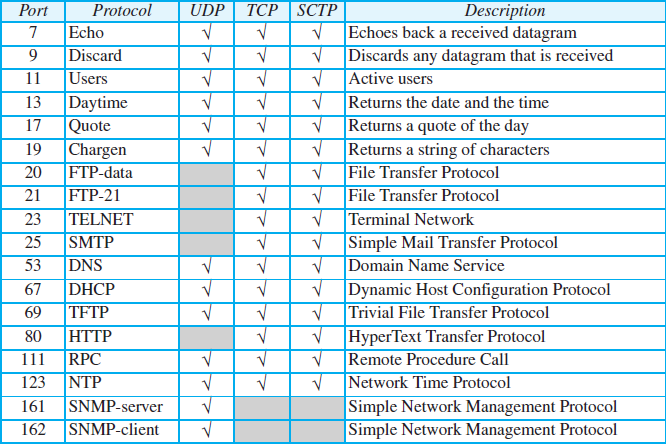 Port Protocol UDP TCP SCTP Description
7 Echo √ √ √ Echoes back a received datagram
9 Discard √ √ √ Discards any datagram that is received
11 Users √ √ √ Active users
13 Daytime √ √ √ Returns the date and the time
17 Quote √ √ √ Returns a quote of the day
19 Chargen √ √ √ Returns a string of characters
20 FTP-data √ √ File Transfer Protocol
21 FTP-21 √ √ File Transfer Protocol
23 TELNET √ √ Terminal Network
25 SMTP √ √ Simple Mail Transfer Protocol
53 DNS √ √ √ Domain Name Service
67 DHCP √ √ √ Dynamic Host Configuration Protocol
69 TFTP √ √ √ Trivial File Transfer Protocol
80 HTTP √ √ HyperText Transfer Protocol
111 RPC √ √ √ Remote Procedure Call
123 NTP √ √ √ Network Time Protocol
161 SNMP-server √ Simple Network Management Protocol
162 SNMP-client √ Simple Network Management Protocol